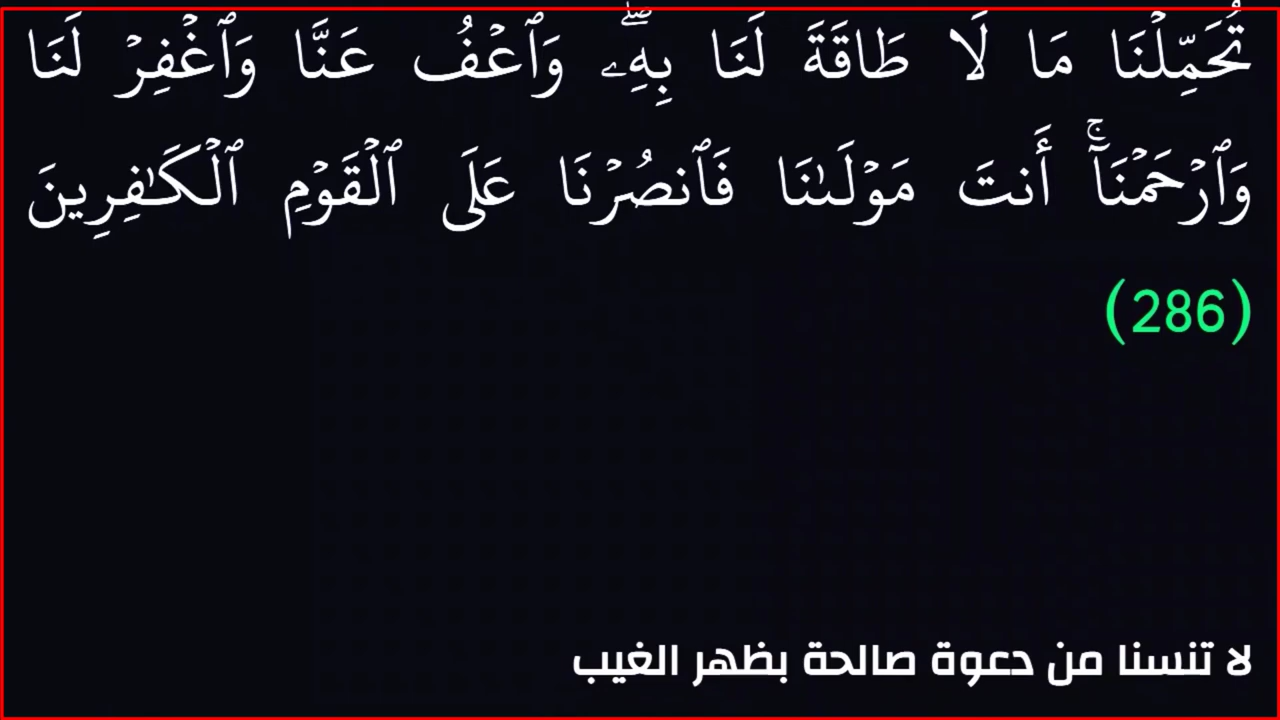 تُحَمِّلْنَا مَا لَا طَاقَةَ لَنَا بِهِۦۖ وَٱعْفُ عَنَّا وَٱغْفِرْ لَنَا
وَٱرْحَمْنَآۚ أَنتَ مَوْلَىٰنَا فَٱنصُرْنَا عَلَى ٱلْقَوْمِ ٱلْكَـٰفِرِينَ
(286)
لا تنسنا من دعوة صالحة بظهر الغيب